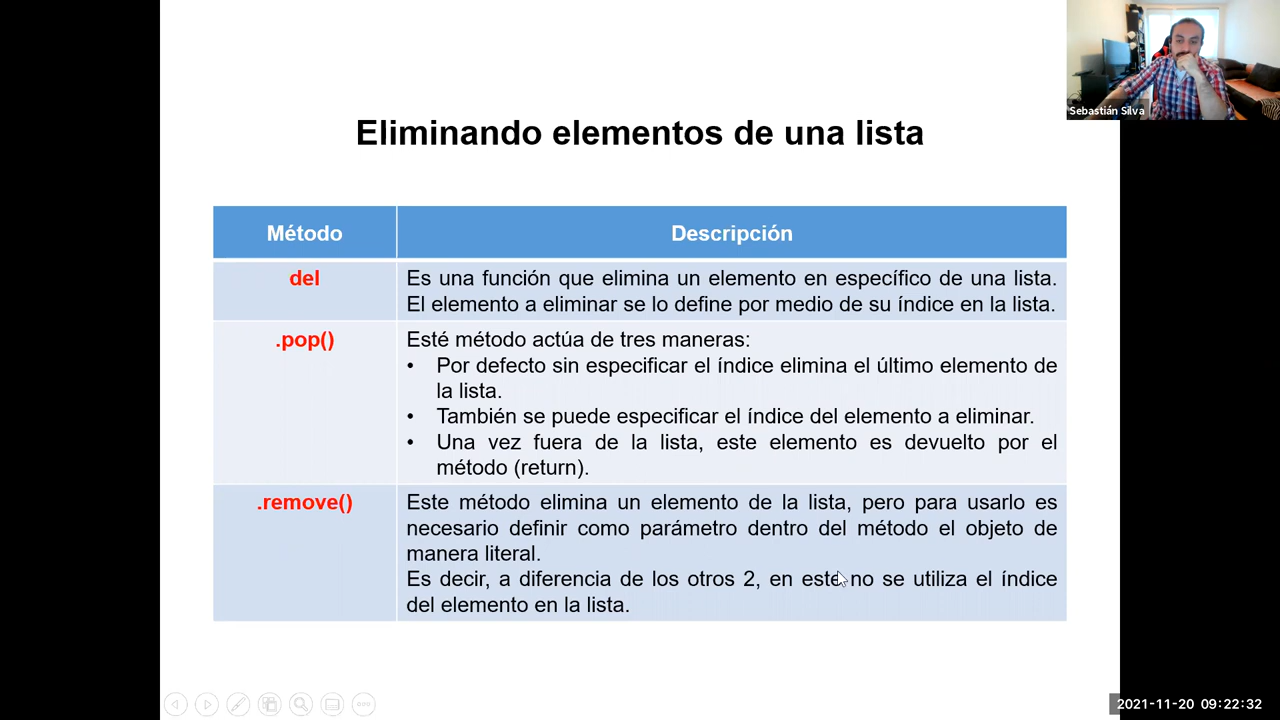 Sebastián Silva
Eliminando elementos de una lista
Método
Descripción
del
Es una función que elimina un elemento en específico de una lista.
El elemento a eliminar se lo define por medio de su índice en la lista.
.pop()
Esté método actúa de tres maneras:
• Por defecto sin especificar el índice elimina el último elemento de
la lista.
• También se puede especificar el índice del elemento a eliminar.
• Una vez fuera de la lista, este elemento es devuelto por el
método (return).
.remove()
Este método elimina un elemento de la lista, pero para usarlo es
necesario definir como parámetro dentro del método el objeto de
manera literal.
Es decir, a diferencia de los otros 2, en este no se utiliza el índice
del elemento en la lista.
2021-11-20 09:22:32